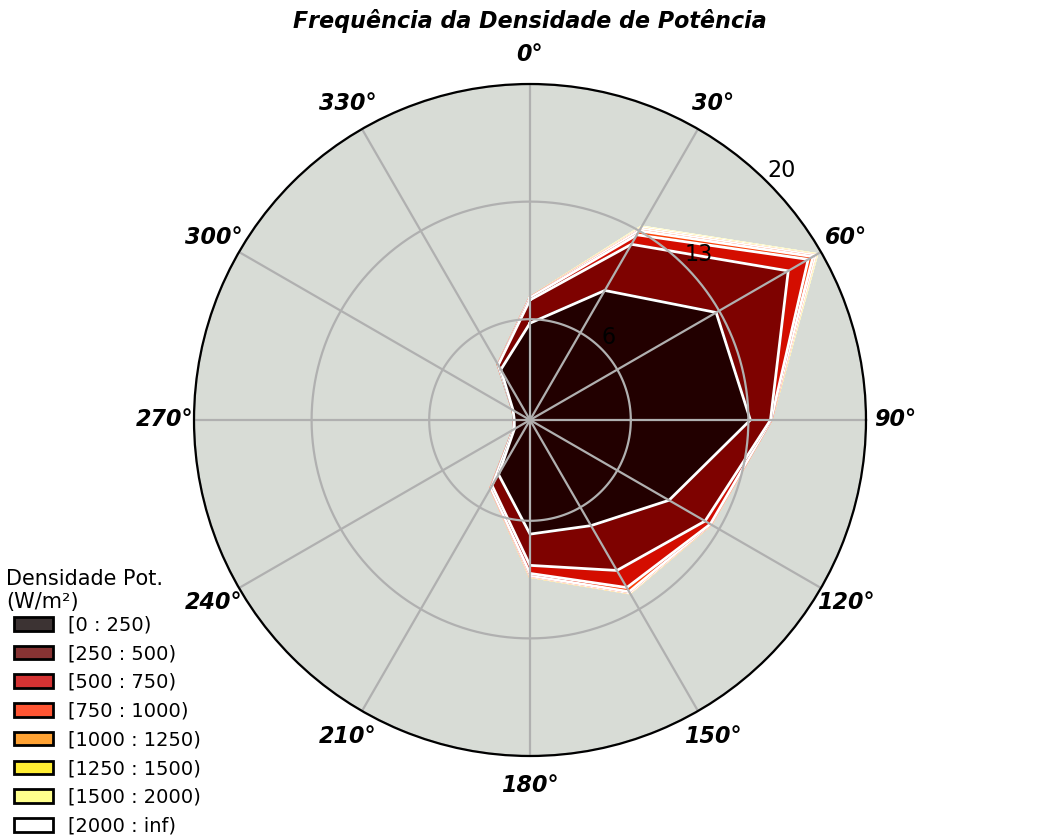 Frequência da Densidade de Potência
0°
330°
30°
20
300°
60°
13
6
270°
90°
240°
120°
210°
150°
180°
Densidade Pot.
(W/m²)
[0 : 250)
[250 : 500)
[500 : 750)
[750 : 1000)
[1000 : 1250)
[1250 : 1500)
[1500 : 2000)
[2000 : inf)